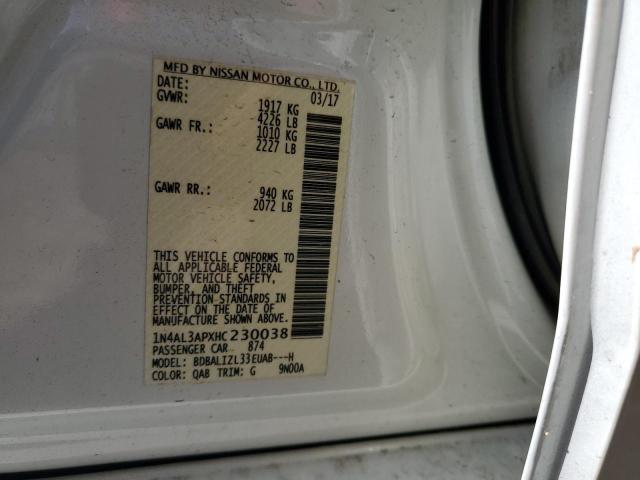 MFD BY NISSAN MOTOR CO., LTD.
DATE: 03/17
GVWR: 1917 KG
4226 LB
GAWR FR.: 1010 KG
2227 LB
GAWR RR.: 940 KG
2072 LB
THIS VEHICLE CONFORMS TO
ALL APPLICABLE FEDERAL
MOTOR VEHICLE SAFETY,
BUMPER, AND THEFT
PREVENTION STANDARDS IN
EFFECT ON THE DATE OF
MANUFACTURE SHOWN ABOVE.
1N4AL3APXHC230038
PASSENGER CAR 874
MODEL: BDBALIZL33EUAB---H
COLOR: QAB TRIM: G 9N00A